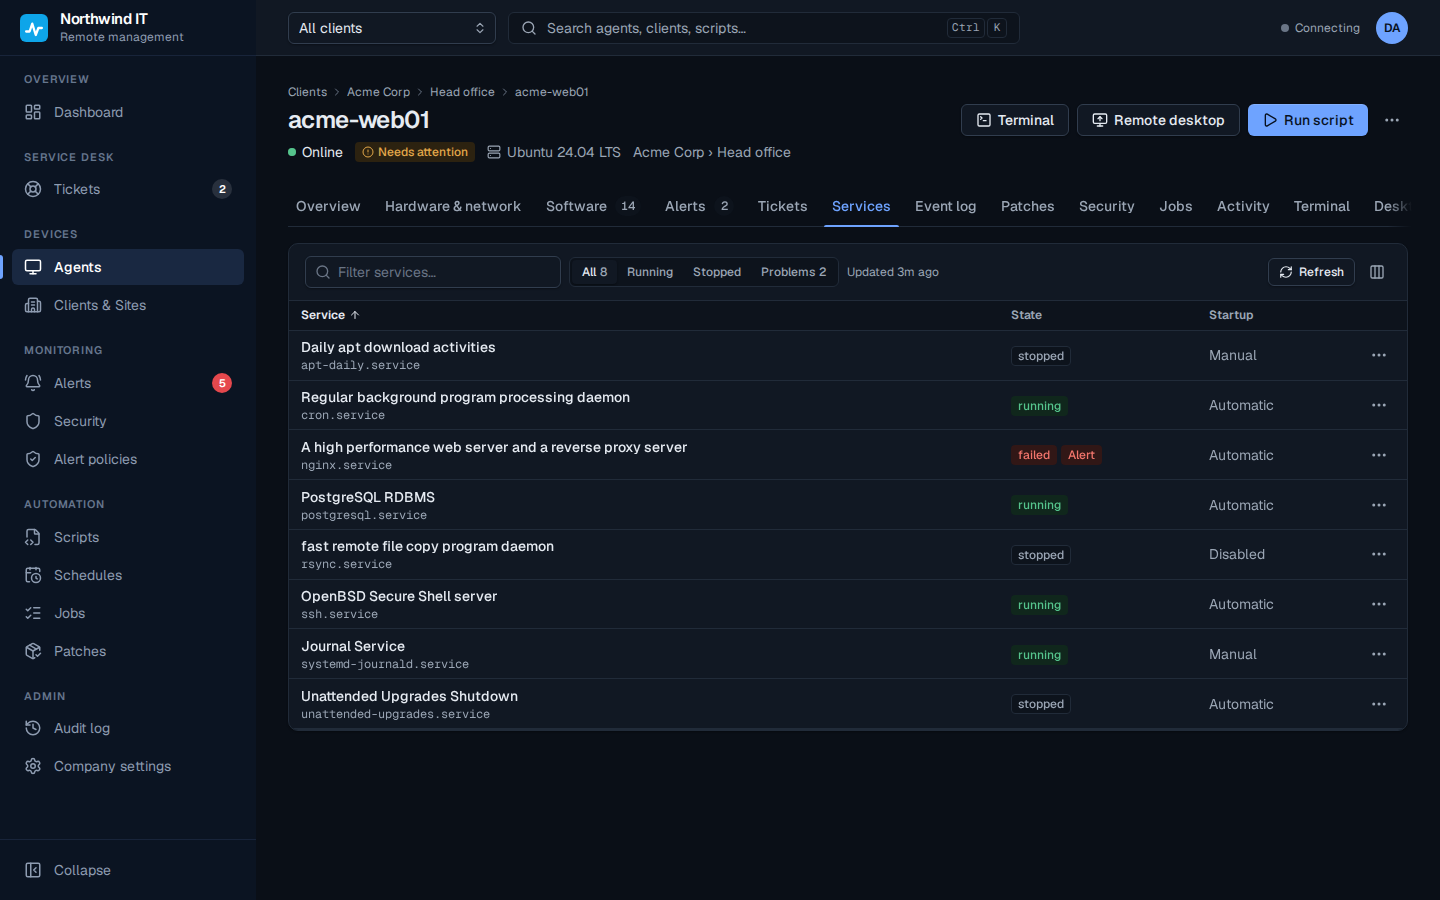 Northwind IT
Remote management
All clients
Search agents, clients, scripts...
Ctrl K
Connecting
DA
OVERVIEW
Dashboard
SERVICE DESK
Tickets 2
DEVICES
Agents
Clients & Sites
MONITORING
Alerts 5
Security
Alert policies
AUTOMATION
Scripts
Schedules
Jobs
Patches
ADMIN
Audit log
Company settings
Collapse
Clients > Acme Corp > Head office > acme-web01
acme-web01
Terminal
Remote desktop
Run script
Online Needs attention Ubuntu 24.04 LTS Acme Corp › Head office
Overview Hardware & network Software 14 Alerts 2 Tickets Services Event log Patches Security Jobs Activity Terminal Desk
Filter services...
All 8 Running Stopped Problems 2 Updated 3m ago
Refresh
Service ↑ State Startup
Daily apt download activities
apt-daily.service
stopped Manual
Regular background program processing daemon
cron.service
running Automatic
A high performance web server and a reverse proxy server
nginx.service
failed Alert Automatic
PostgreSQL RDBMS
postgresql.service
running Automatic
fast remote file copy program daemon
rsync.service
stopped Disabled
OpenBSD Secure Shell server
ssh.service
running Automatic
Journal Service
systemd-journald.service
running Manual
Unattended Upgrades Shutdown
unattended-upgrades.service
stopped Automatic